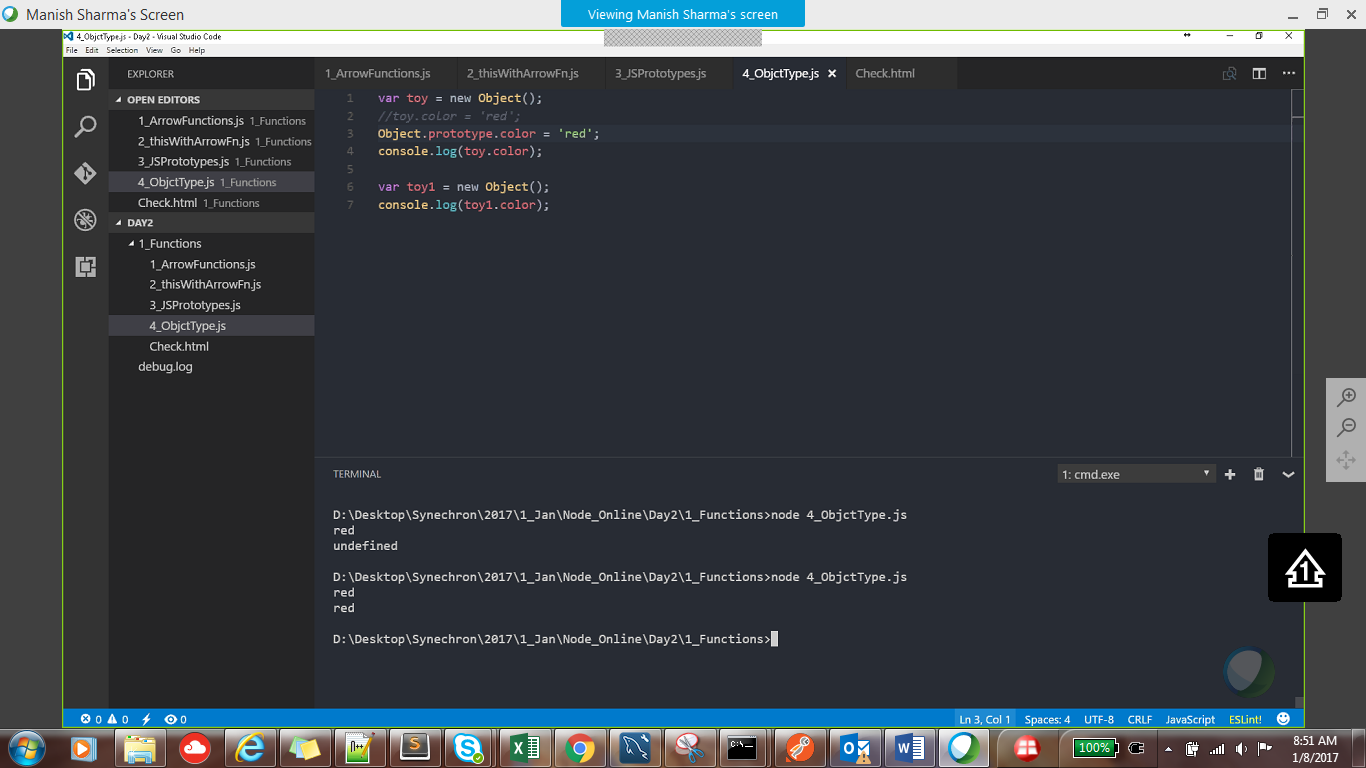 Manish Sharma's Screen
Viewing Manish Sharma's screen
4_ObjctType.js - Day2 - Visual Studio Code
File Edit Selection View Go Help
EXPLORER
OPEN EDITORS
1_ArrowFunctions.js 1_Functions
2_thisWithArrowFn.js 1_Functions
3_JSPrototypes.js 1_Functions
4_ObjctType.js 1_Functions
Check.html 1_Functions
DAY2
1_Functions
1_ArrowFunctions.js
2_thisWithArrowFn.js
3_JSPrototypes.js
4_ObjctType.js
Check.html
debug.log
1_ArrowFunctions.js 2_thisWithArrowFn.js 3_JSPrototypes.js 4_ObjctType.js Check.html
1 var toy = new Object();
2 //toy.color = 'red';
3 Object.prototype.color = 'red';
4 console.log(toy.color);
5
6 var toy1 = new Object();
7 console.log(toy1.color);
TERMINAL
1: cmd.exe
D:\Desktop\Synechron\2017\1_Jan\Node_Online\Day2\1_Functions>node 4_ObjctType.js
red
undefined
D:\Desktop\Synechron\2017\1_Jan\Node_Online\Day2\1_Functions>node 4_ObjctType.js
red
red
D:\Desktop\Synechron\2017\1_Jan\Node_Online\Day2\1_Functions>
1
0 0 0
Ln 3, Col 1 Spaces: 4 UTF-8 CRLF JavaScript ESLint!
100%
8:51 AM
1/8/2017